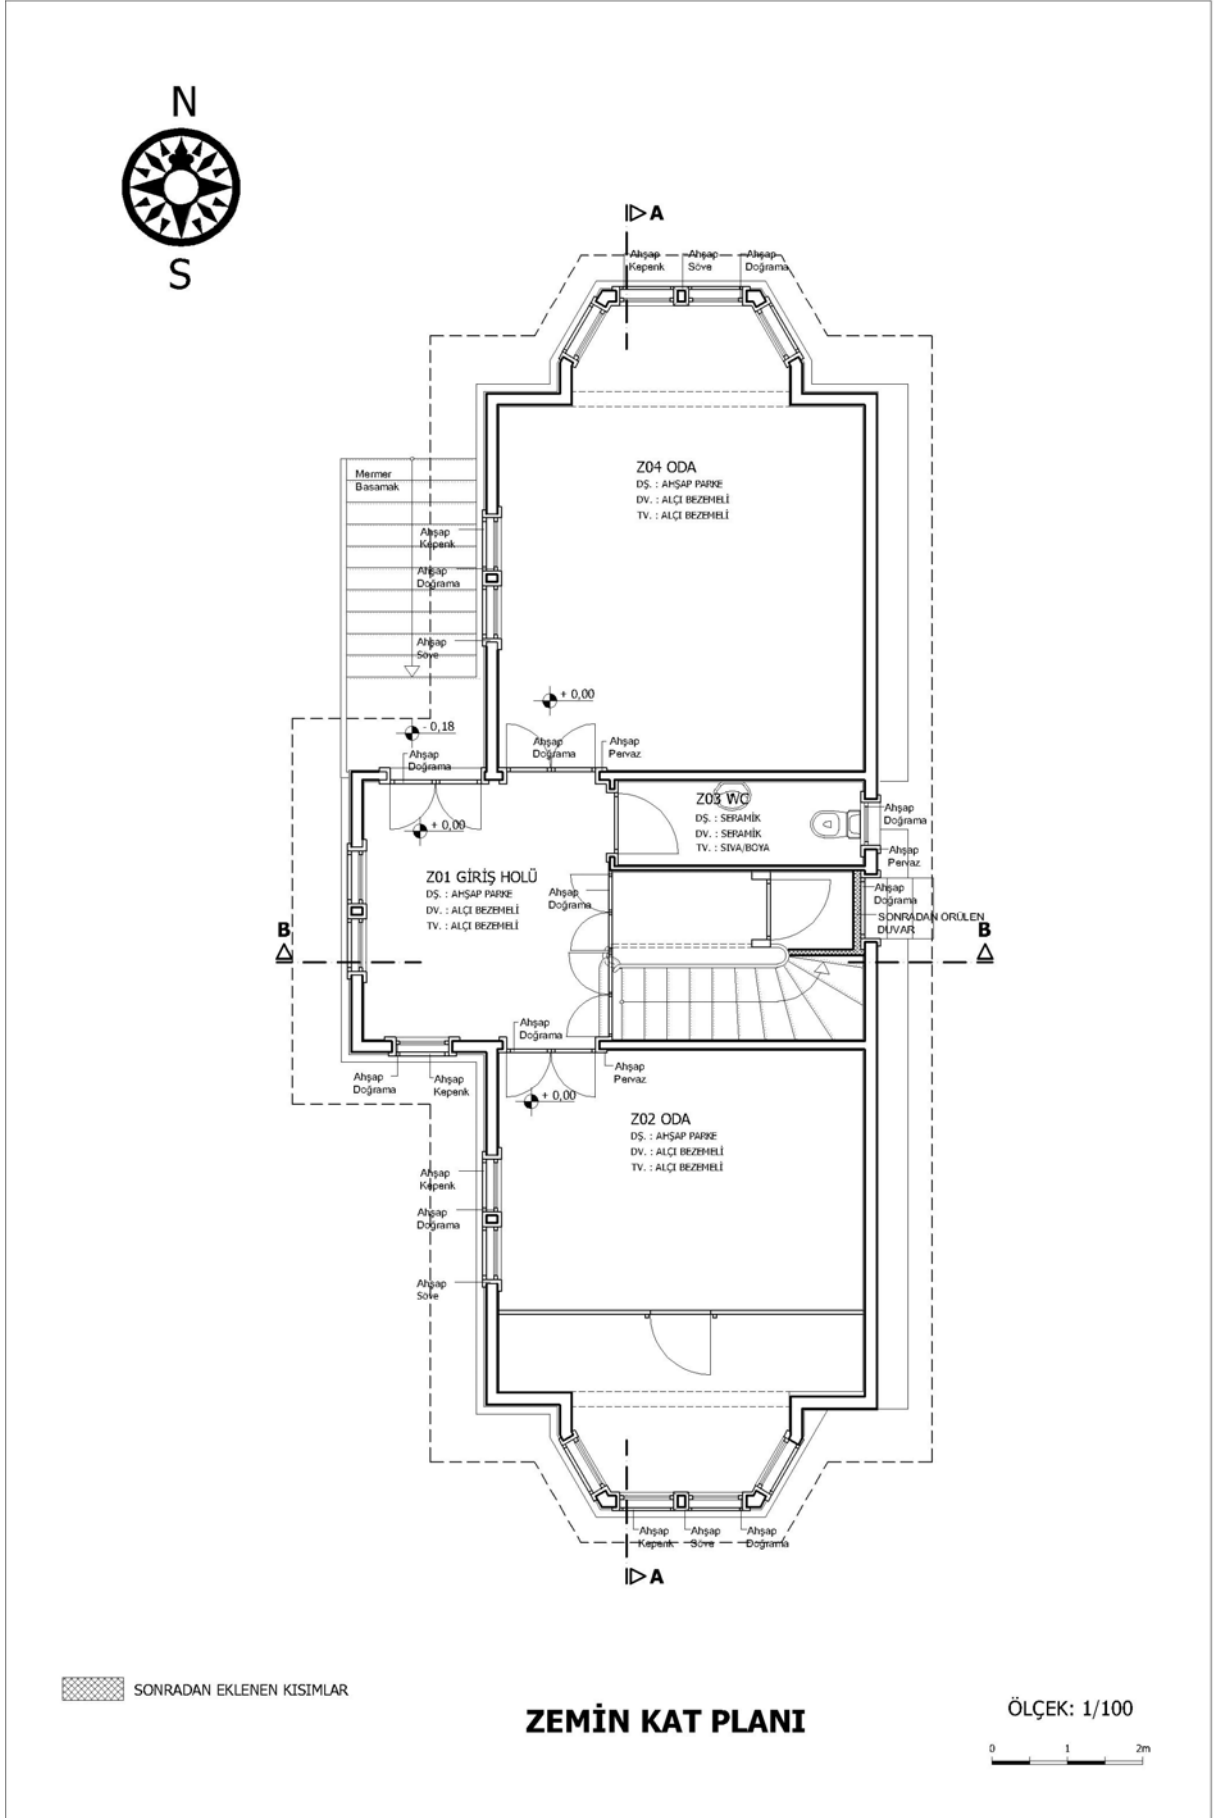 N
S
A
Ahşap
Kepenk
Ahşap
Söve
Ahşap
Doğrama
Mermer
Basamak
Z04 ODA
DŞ. : AHŞAP PARKE
DV. : ALÇI BEZEMELİ
TV. : ALÇI BEZEMELİ
Ahşap
Kepenk
Ahşap
Doğrama
Ahşap
Söve
+ 0,00
- 0,18
Ahşap
Doğrama
Ahşap
Doğrama
Ahşap
Pervaz
+ 0,00
Z03 WC
DŞ. : SERAMİK
DV. : SERAMİK
TV. : SIVA/BOYA
Ahşap
Doğrama
Ahşap
Pervaz
Z01 GİRİŞ HOLÜ
DŞ. : AHŞAP PARKE
DV. : ALÇI BEZEMELİ
TV. : ALÇI BEZEMELİ
Ahşap
Doğrama
Ahşap
Doğrama
SONRADAN ÖRÜLEN
DUVAR
B
B
Ahşap
Doğrama
Ahşap
Pervaz
Ahşap
Doğrama
Ahşap
Kepenk
+ 0,00
Z02 ODA
DŞ. : AHŞAP PARKE
DV. : ALÇI BEZEMELİ
TV. : ALÇI BEZEMELİ
Ahşap
Kepenk
Ahşap
Doğrama
Ahşap
Söve
Ahşap
Kepenk
Ahşap
Söve
Ahşap
Doğrama
A
SONRADAN EKLENEN KISIMLAR
ZEMİN KAT PLANI
ÖLÇEK: 1/100
0 1 2m